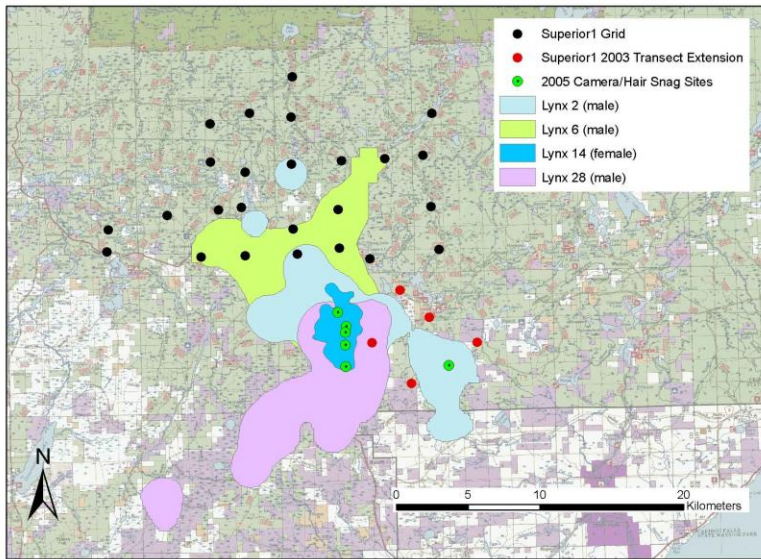 Superior1 Grid
Superior1 2003 Transect Extension
2005 Camera/Hair Snag Sites
Lynx 2 (male)
Lynx 6 (male)
Lynx 14 (female)
Lynx 28 (male)
N
0 5 10 20
Kilometers